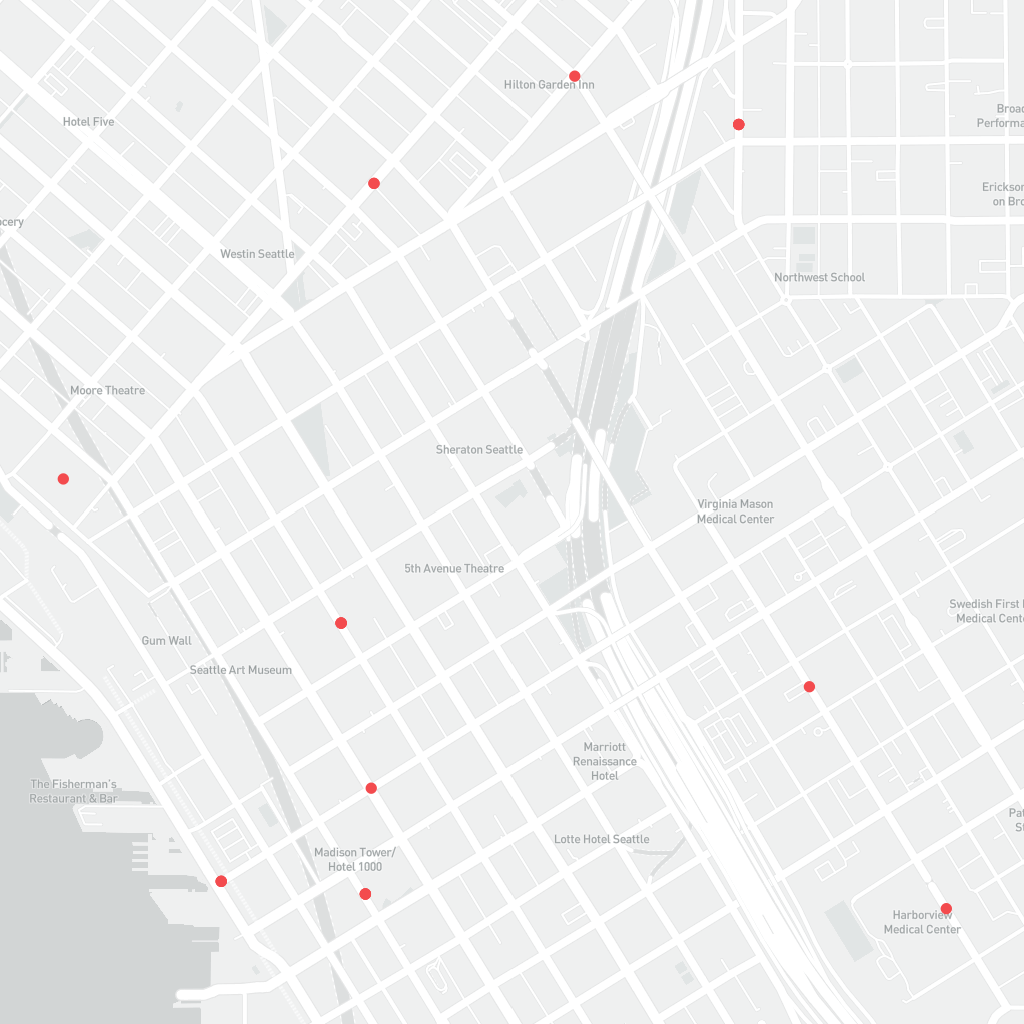 Hilton Garden Inn
Hotel Five
Broad
Performa
Erickson
on Bro
ocery
Westin Seattle
Northwest School
Moore Theatre
Sheraton Seattle
Virginia Mason
Medical Center
5th Avenue Theatre
Swedish First
Medical Cente
Gum Wall
Seattle Art Museum
Marriott
Renaissance
Hotel
The Fisherman's
Restaurant & Bar
Pat
St
Lotte Hotel Seattle
Madison Tower/
Hotel 1000
Harborview
Medical Center